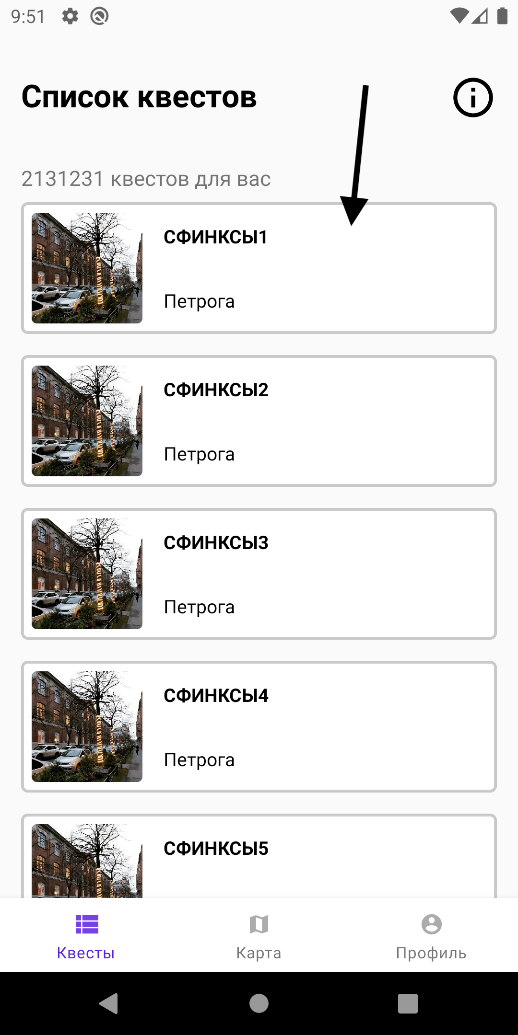 9:51
Список квестов
2131231 квестов для вас
СФИНКСЫ1
Петрога
СФИНКСЫ2
Петрога
СФИНКСЫ3
Петрога
СФИНКСЫ4
Петрога
СФИНКСЫ5
Квесты
Карта
Профиль